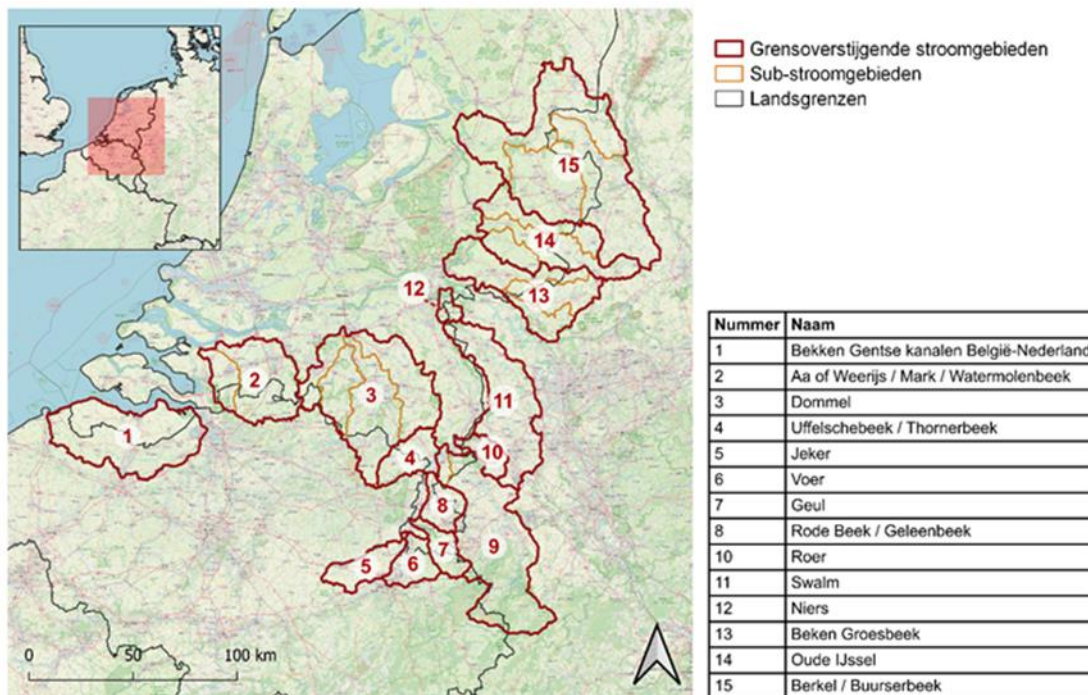 Grensoverstijgende stroomgebieden
Sub-stroomgebieden
Landsgrenzen
15
14
12
13
2
3
11
1
4
10
8
9
7
5
6
0 50 100 km
Nummer Naam
1 Bekken Gentse kanalen België-Nederland
2 Aa of Weerijs / Mark / Watermolenbeek
3 Dommel
4 Uffelschebeek / Thornerbeek
5 Jeker
6 Voer
7 Geul
8 Rode Beek / Geleenbeek
10 Roer
11 Swalm
12 Niers
13 Beken Groesbeek
14 Oude IJssel
15 Berkel / Buurserbeek